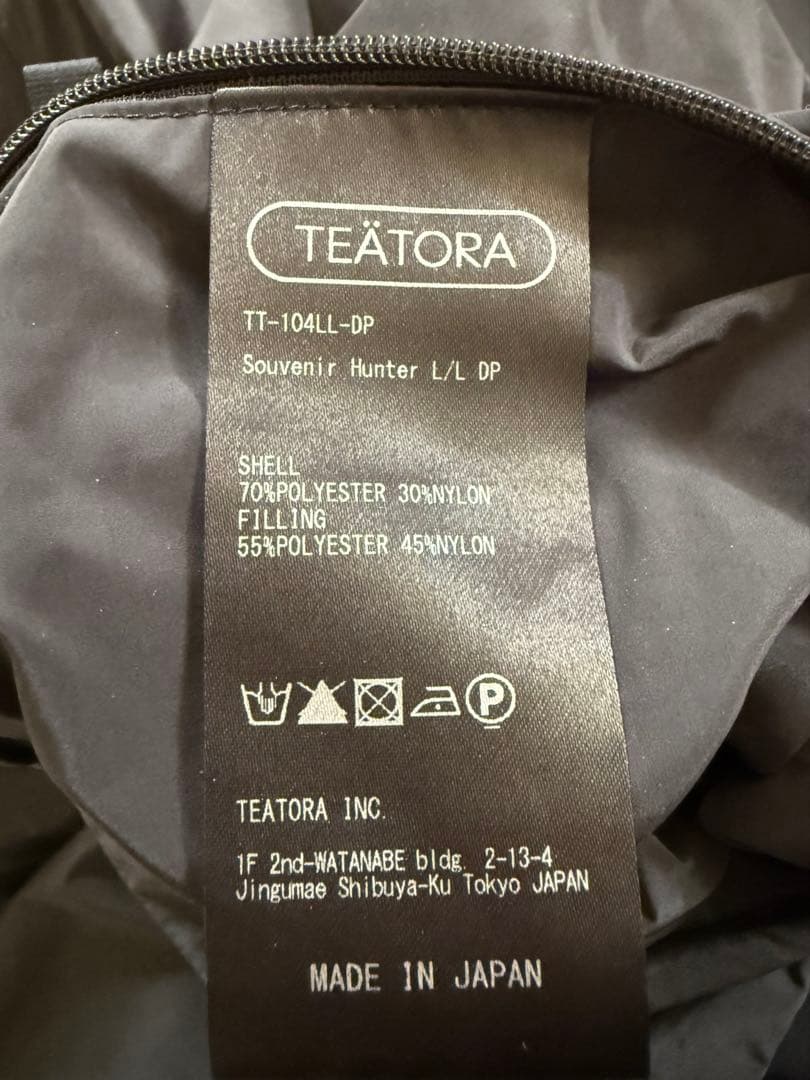 TEÄTORA
TT-104LL-DP
Souvenir Hunter L/L DP
SHELL
70%POLYESTER 30%NYLON
FILLING
55%POLYESTER 45%NYLON
P
TEATORA INC.
1F 2nd-WATANABE bldg. 2-13-4
Jingumae Shibuya-Ku Tokyo JAPAN
MADE IN JAPAN